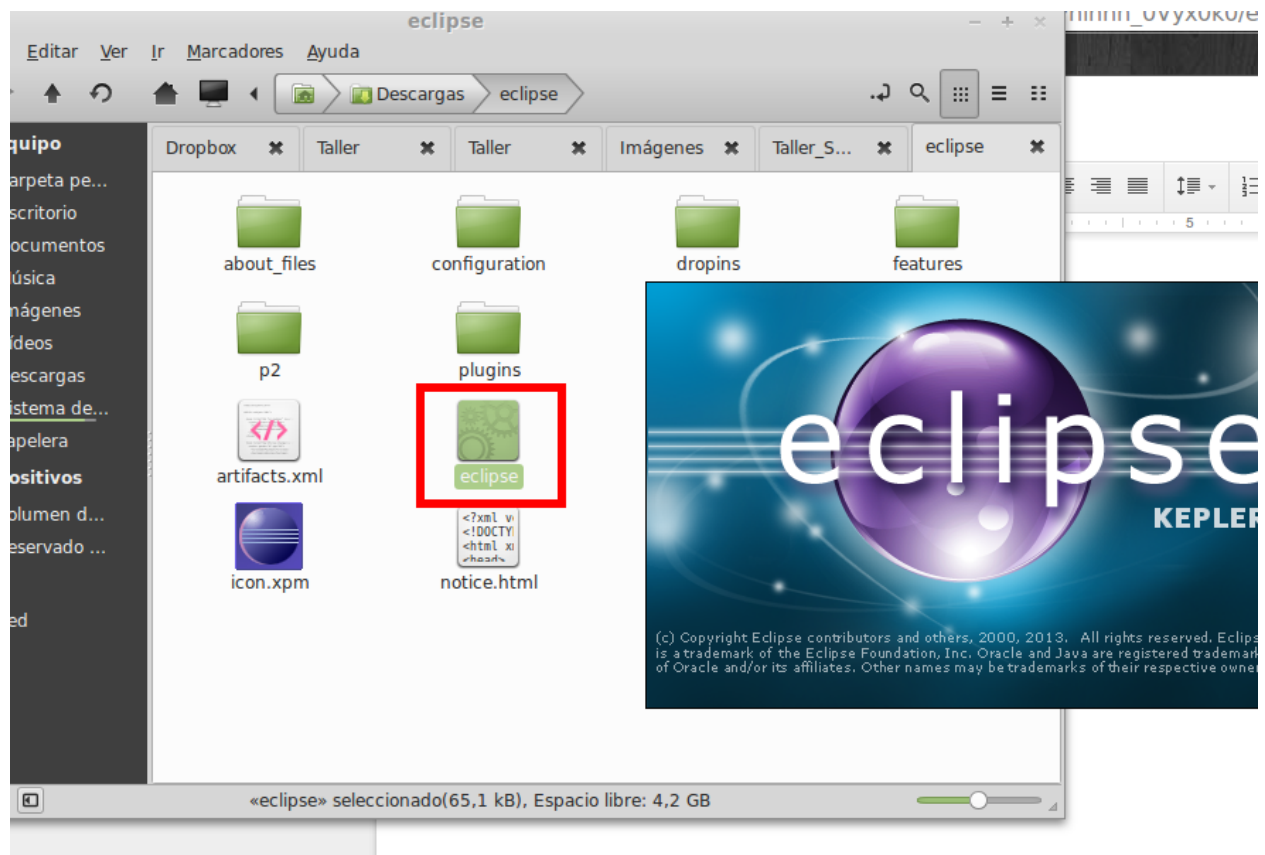 eclipse
Editar Ver Ir Marcadores Ayuda
Descargas eclipse
Dropbox Taller Taller Imágenes Taller_S... eclipse
quipo
arpeta pe...
scritorio
ocumentos
úsica
mágenes
ídeos
escargas
istema de...
apelera
ositivos
olumen d...
eservado ...
ed
5
about_files configuration dropins features
p2 plugins
artifacts.xml eclipse
</>
<?xml v
<!DOCTY
<html x
<head>
icon.xpm notice.html
eclipse
KEPLER
(c) Copyright Eclipse contributors and others, 2000, 2013. All rights reserved. Eclips
is a trademark of the Eclipse Foundation, Inc. Oracle and Java are registered trademark
of Oracle and/or its affiliates. Other names may be trademarks of their respective owne
«eclipse» seleccionado(65,1 kB), Espacio libre: 4,2 GB